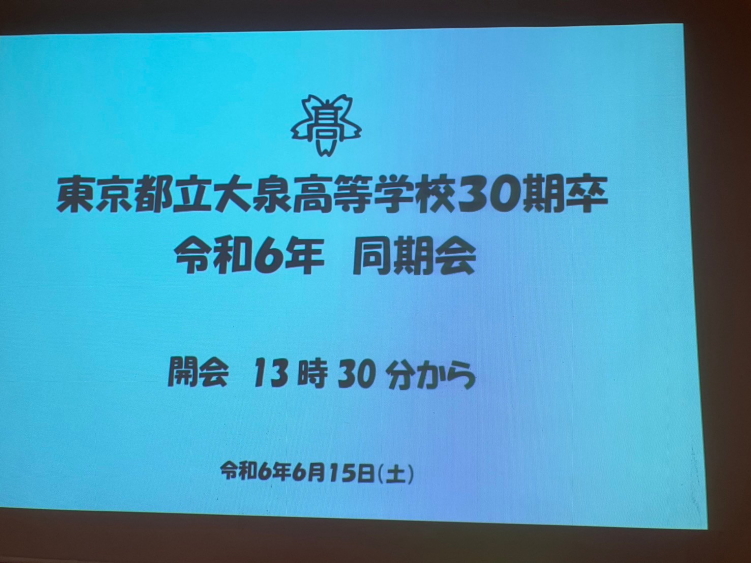 高
東京都立大泉高等学校30期卒
令和6年 同期会
開会 13時30分から
令和6年6月15日(土)